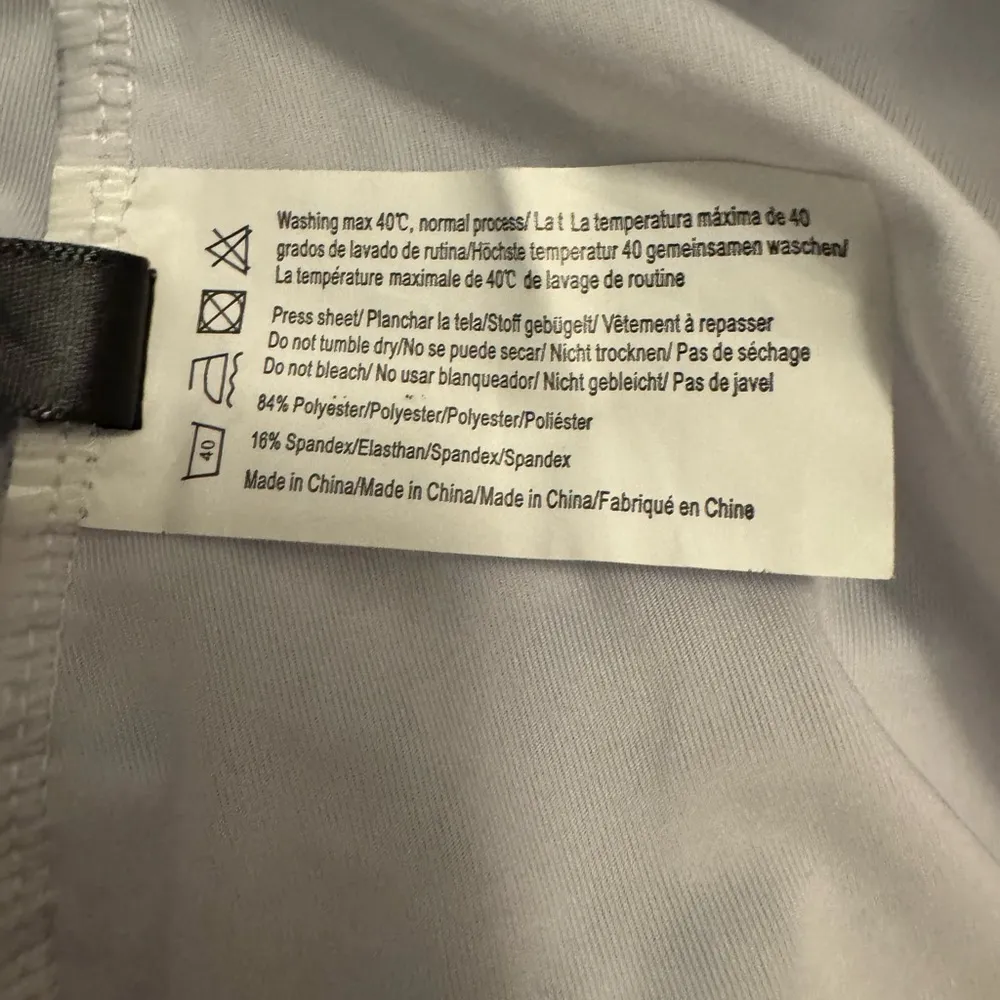 Washing max 40℃, normal process/ La t La temperatura máxima de 40
grados de lavado de rutina/Höchste temperatur 40 gemeinsamen waschen/
La température maximale de 40℃ de lavage de routine
Press sheet/ Planchar la tela/Stoff gebügelt/ Vêtement à repasser
Do not tumble dry/No se puede secar/ Nicht trocknen/ Pas de séchage
Do not bleach/ No usar blanqueador/ Nicht gebleicht/ Pas de javel
84% Polyester/Polyester/Polyester/Poliéster
40
16% Spandex/Elasthan/Spandex/Spandex
Made in China/Made in China/Made in China/Fabriqué en Chine